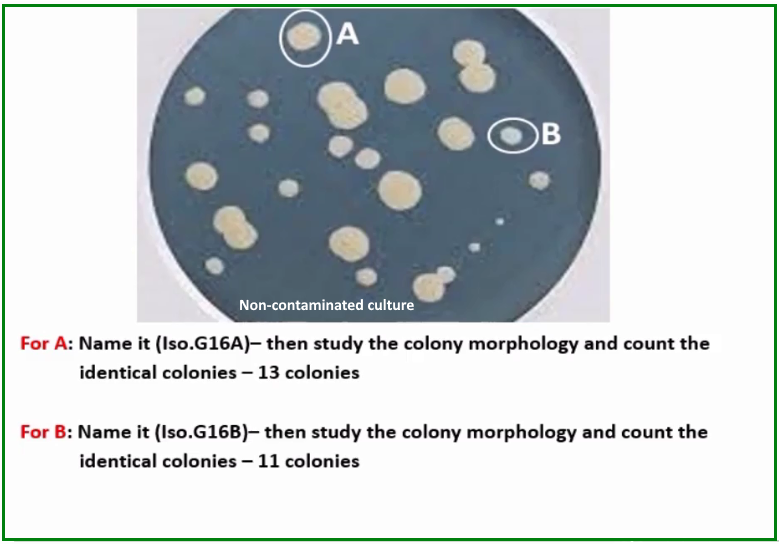 A
B
Non-contaminated culture
For A: Name it (Iso.G16A)– then study the colony morphology and count the
identical colonies – 13 colonies
For B: Name it (Iso.G16B)– then study the colony morphology and count the
identical colonies – 11 colonies